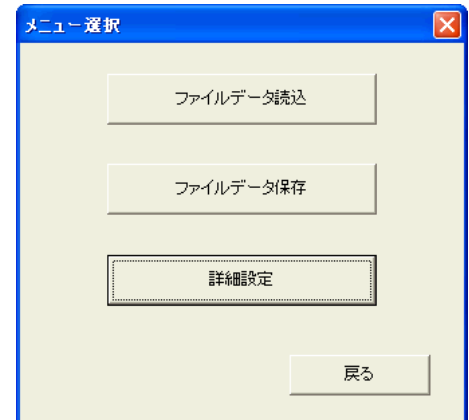 メニュー選択
ファイルデータ読込
ファイルデータ保存
詳細設定
戻る